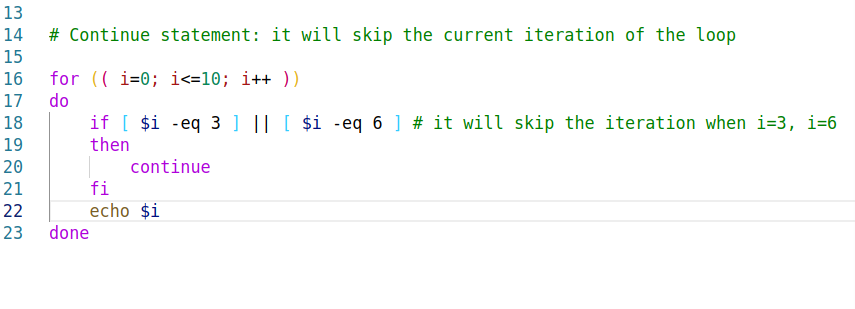 13
14 # Continue statement: it will skip the current iteration of the loop
15
16 for (( i=0; i<=10; i++ ))
17 do
18     if [ $i -eq 3 ] || [ $i -eq 6 ] # it will skip the iteration when i=3, i=6
19     then
20         continue
21     fi
22     echo $i
23 done